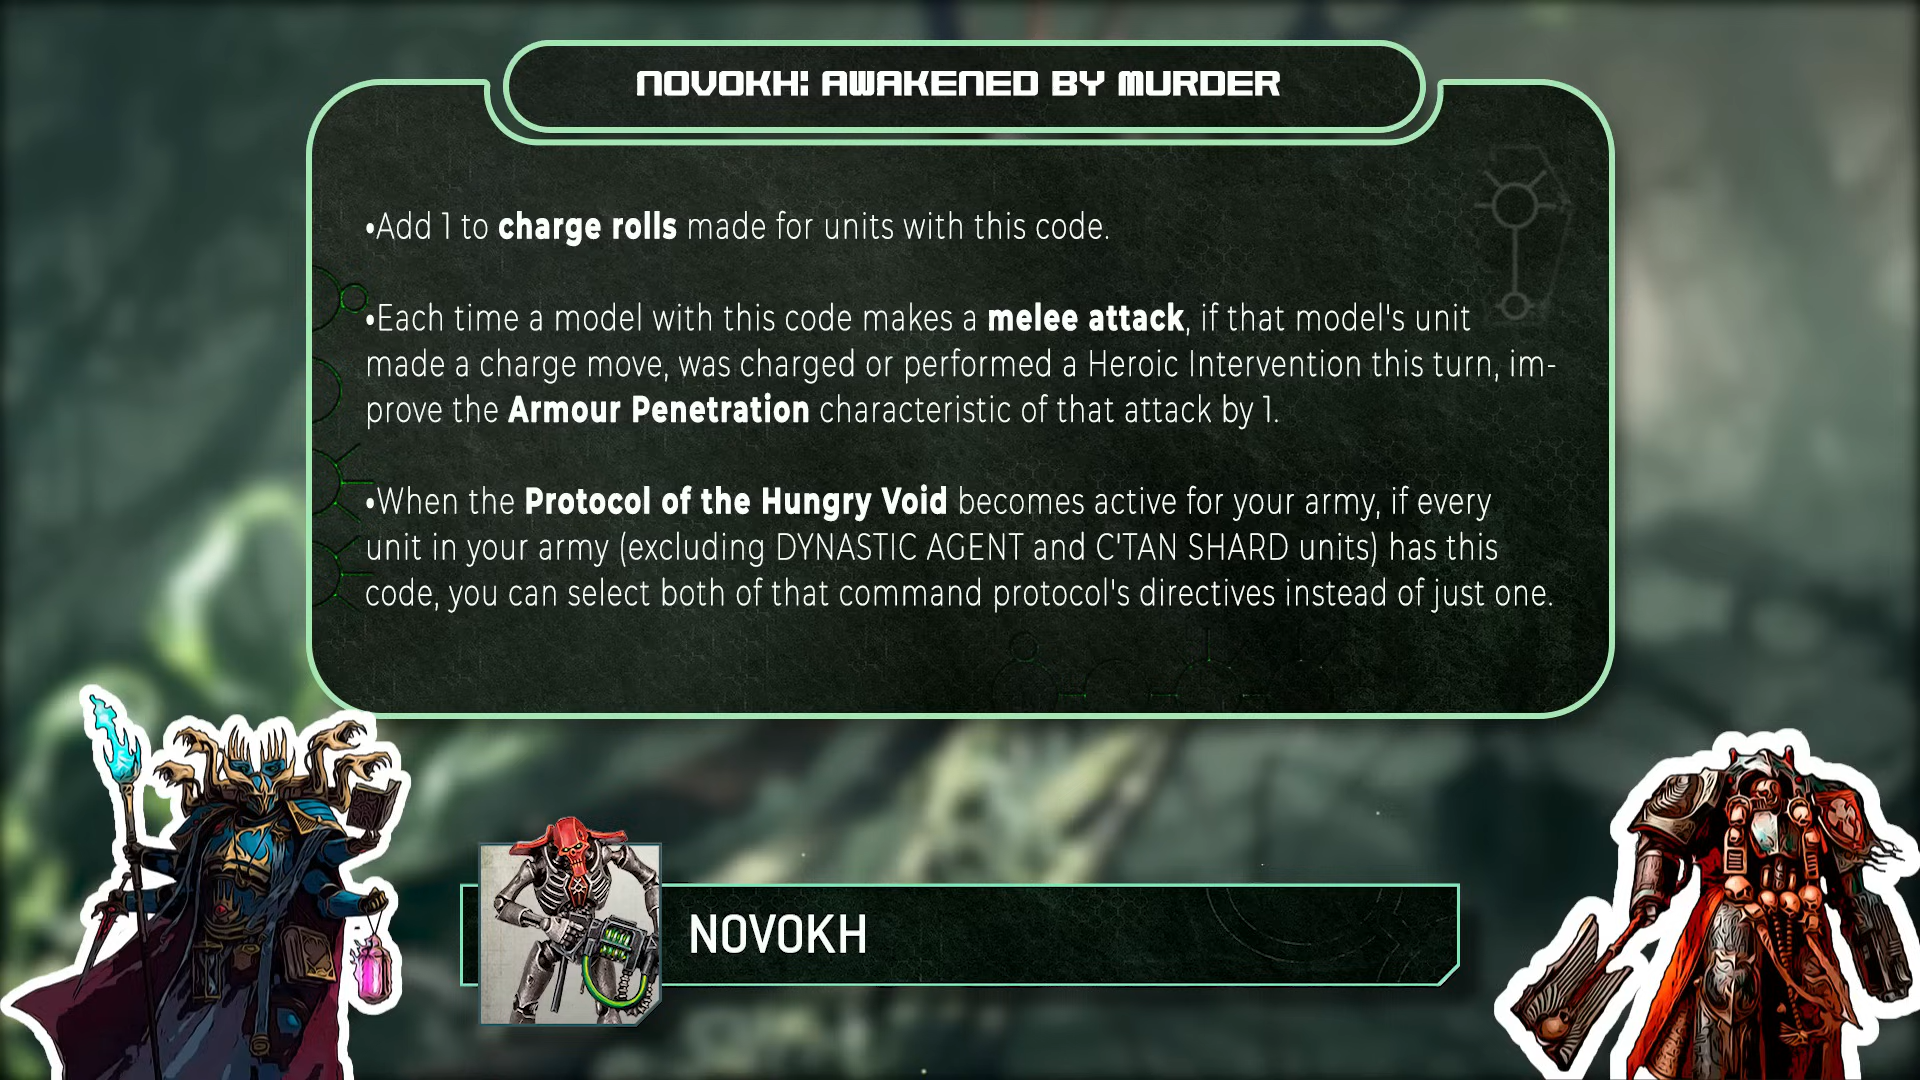 NOVOKH: AWAKENED BY MURDER
•Add 1 to charge rolls made for units with this code.
•Each time a model with this code makes a melee attack, if that model's unit
made a charge move, was charged or performed a Heroic Intervention this turn, im-
prove the Armour Penetration characteristic of that attack by 1.
•When the Protocol of the Hungry Void becomes active for your army, if every
unit in your army (excluding DYNASTIC AGENT and C'TAN SHARD units) has this
code, you can select both of that command protocol's directives instead of just one.
NOVOKH